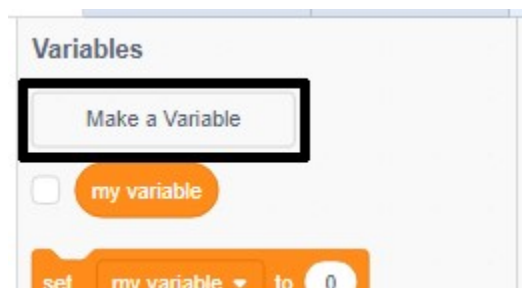 Variables
Make a Variable
my variable
set my variable to 0